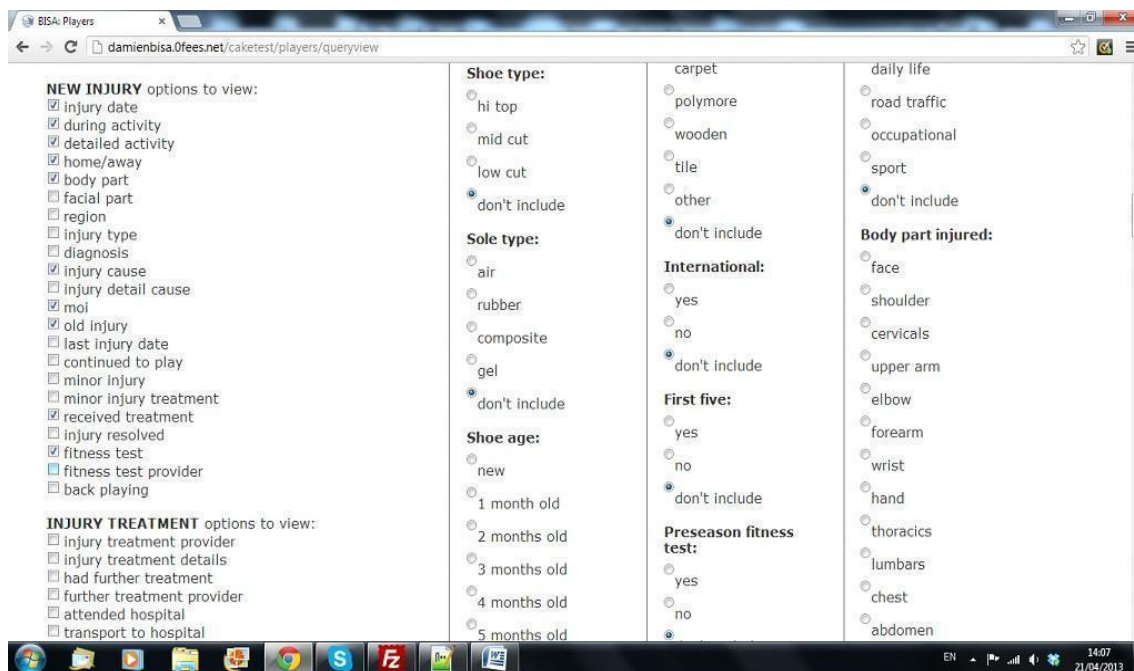 BISA: Players
damienbisa.0fees.net/caketest/players/queryview
NEW INJURY options to view:
injury date
during activity
detailed activity
home/away
body part
facial part
region
injury type
diagnosis
injury cause
injury detail cause
moi
old injury
last injury date
continued to play
minor injury
minor injury treatment
received treatment
injury resolved
fitness test
fitness test provider
back playing
INJURY TREATMENT options to view:
injury treatment provider
injury treatment details
had further treatment
further treatment provider
attended hospital
transport to hospital
Shoe type:
hi top
mid cut
low cut
don't include
Sole type:
air
rubber
composite
gel
don't include
Shoe age:
new
1 month old
2 months old
3 months old
4 months old
5 months old
carpet
polymore
wooden
tile
other
don't include
International:
yes
no
don't include
First five:
yes
no
don't include
Preseason fitness
test:
yes
no
daily life
road traffic
occupational
sport
don't include
Body part injured:
face
shoulder
cervicals
upper arm
elbow
forearm
wrist
hand
thoracics
lumbars
chest
abdomen
EN
14:07
21/04/2013